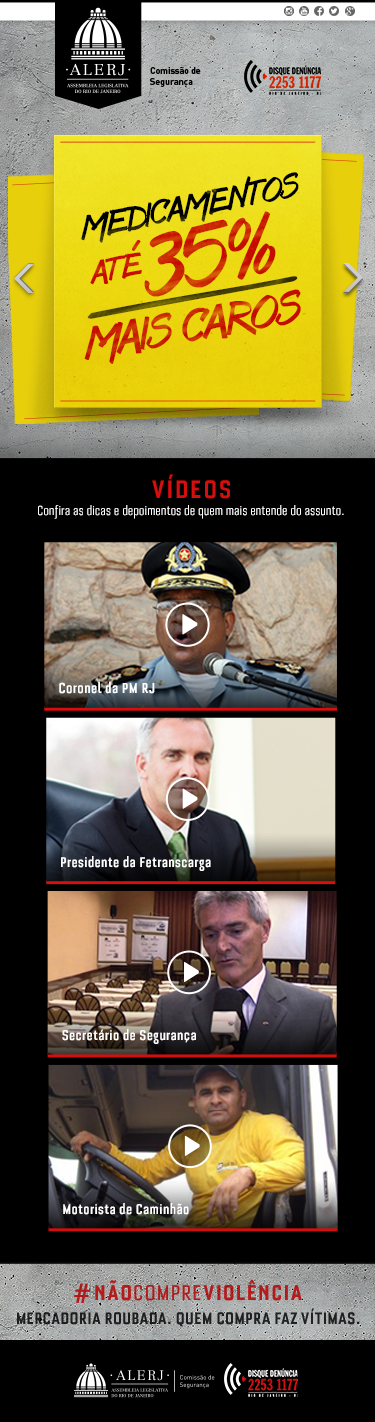 ·ALERJ·
ASSEMBLEIA LEGISLATIVA
DO RIO DE JANEIRO
Comissão de
Segurança
DISQUE DENÚNCIA
2253 1177
RIO DE JANEIRO - RJ
MEDICAMENTOS
ATÉ 35%
MAIS CAROS
VÍDEOS
Confira as dicas e depoimentos de quem mais entende do assunto.
Coronel da PM RJ
Presidente da Fetranscarga
Secretário de Segurança
Motorista de Caminhão
#NÃOCOMPREVIOLÊNCIA
MERCADORIA ROUBADA. QUEM COMPRA FAZ VÍTIMAS.
·ALERJ·
ASSEMBLEIA LEGISLATIVA
DO RIO DE JANEIRO
Comissão de
Segurança
DISQUE DENÚNCIA
2253 1177
RIO DE JANEIRO - RJ